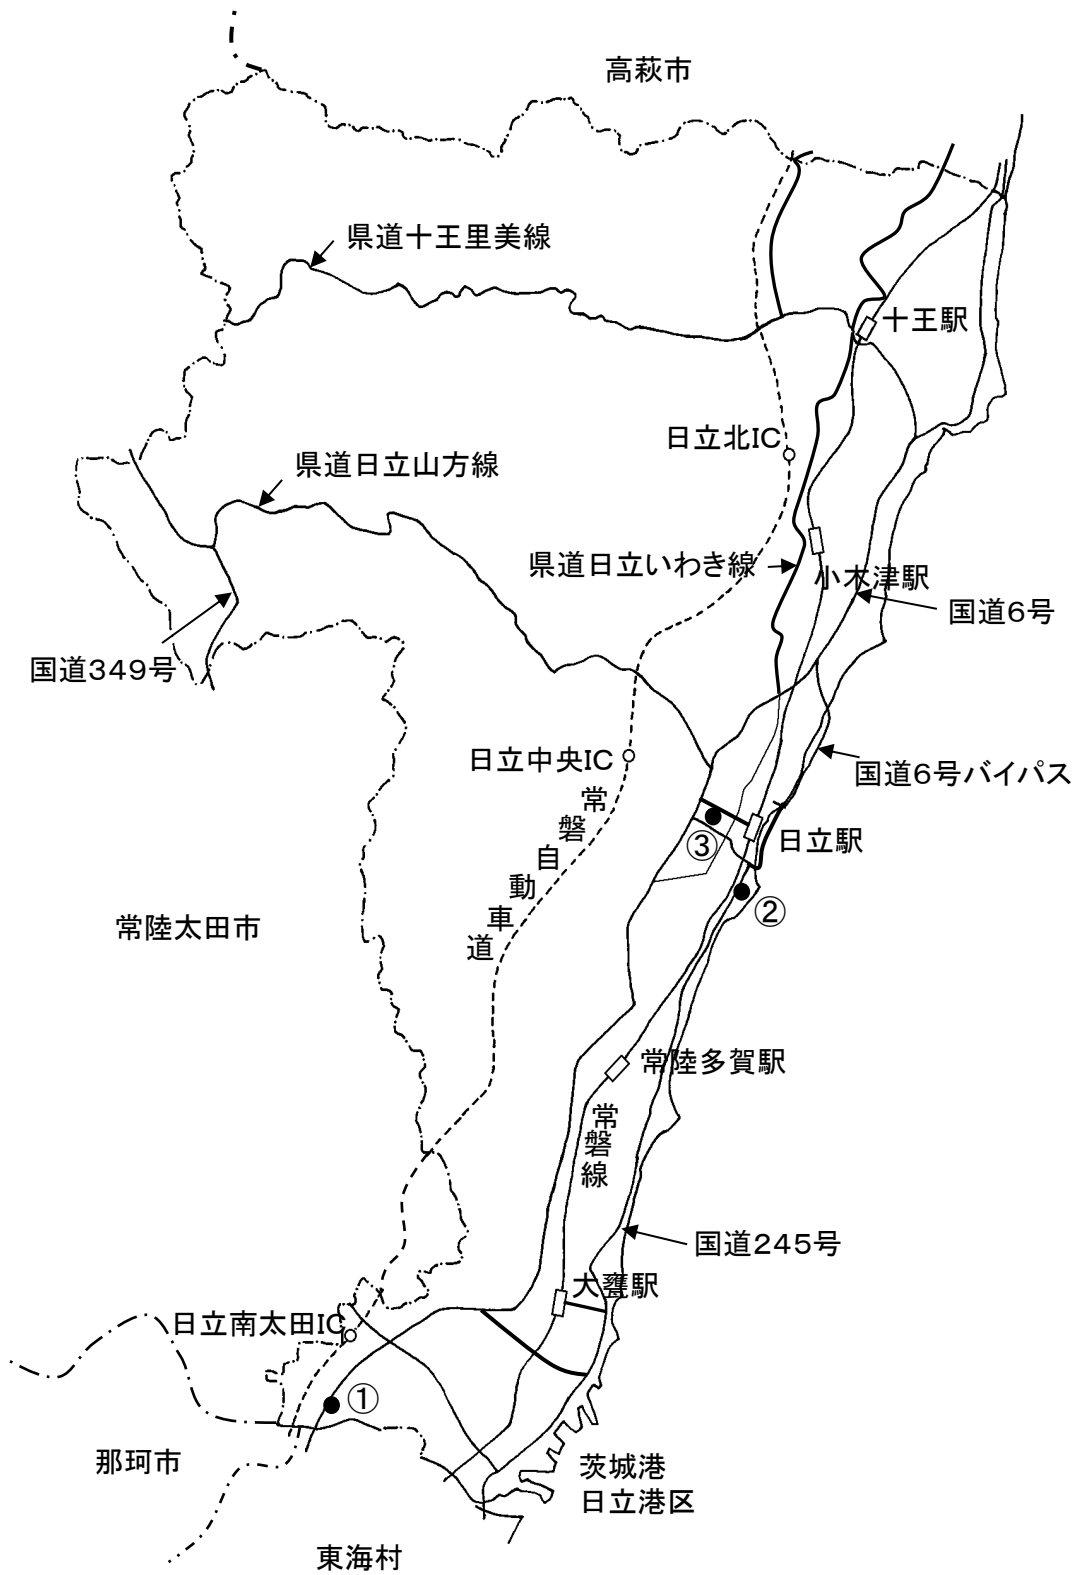 高萩市
県道十王里美線
十王駅
日立北IC
県道日立山方線
県道日立いわき線
小木津駅
国道6号
国道349号
日立中央IC
国道6号バイパス
常磐自動車道
③
日立駅
②
常陸太田市
常陸多賀駅
常磐線
国道245号
大甕駅
日立南太田IC
①
那珂市
茨城港
日立港区
東海村